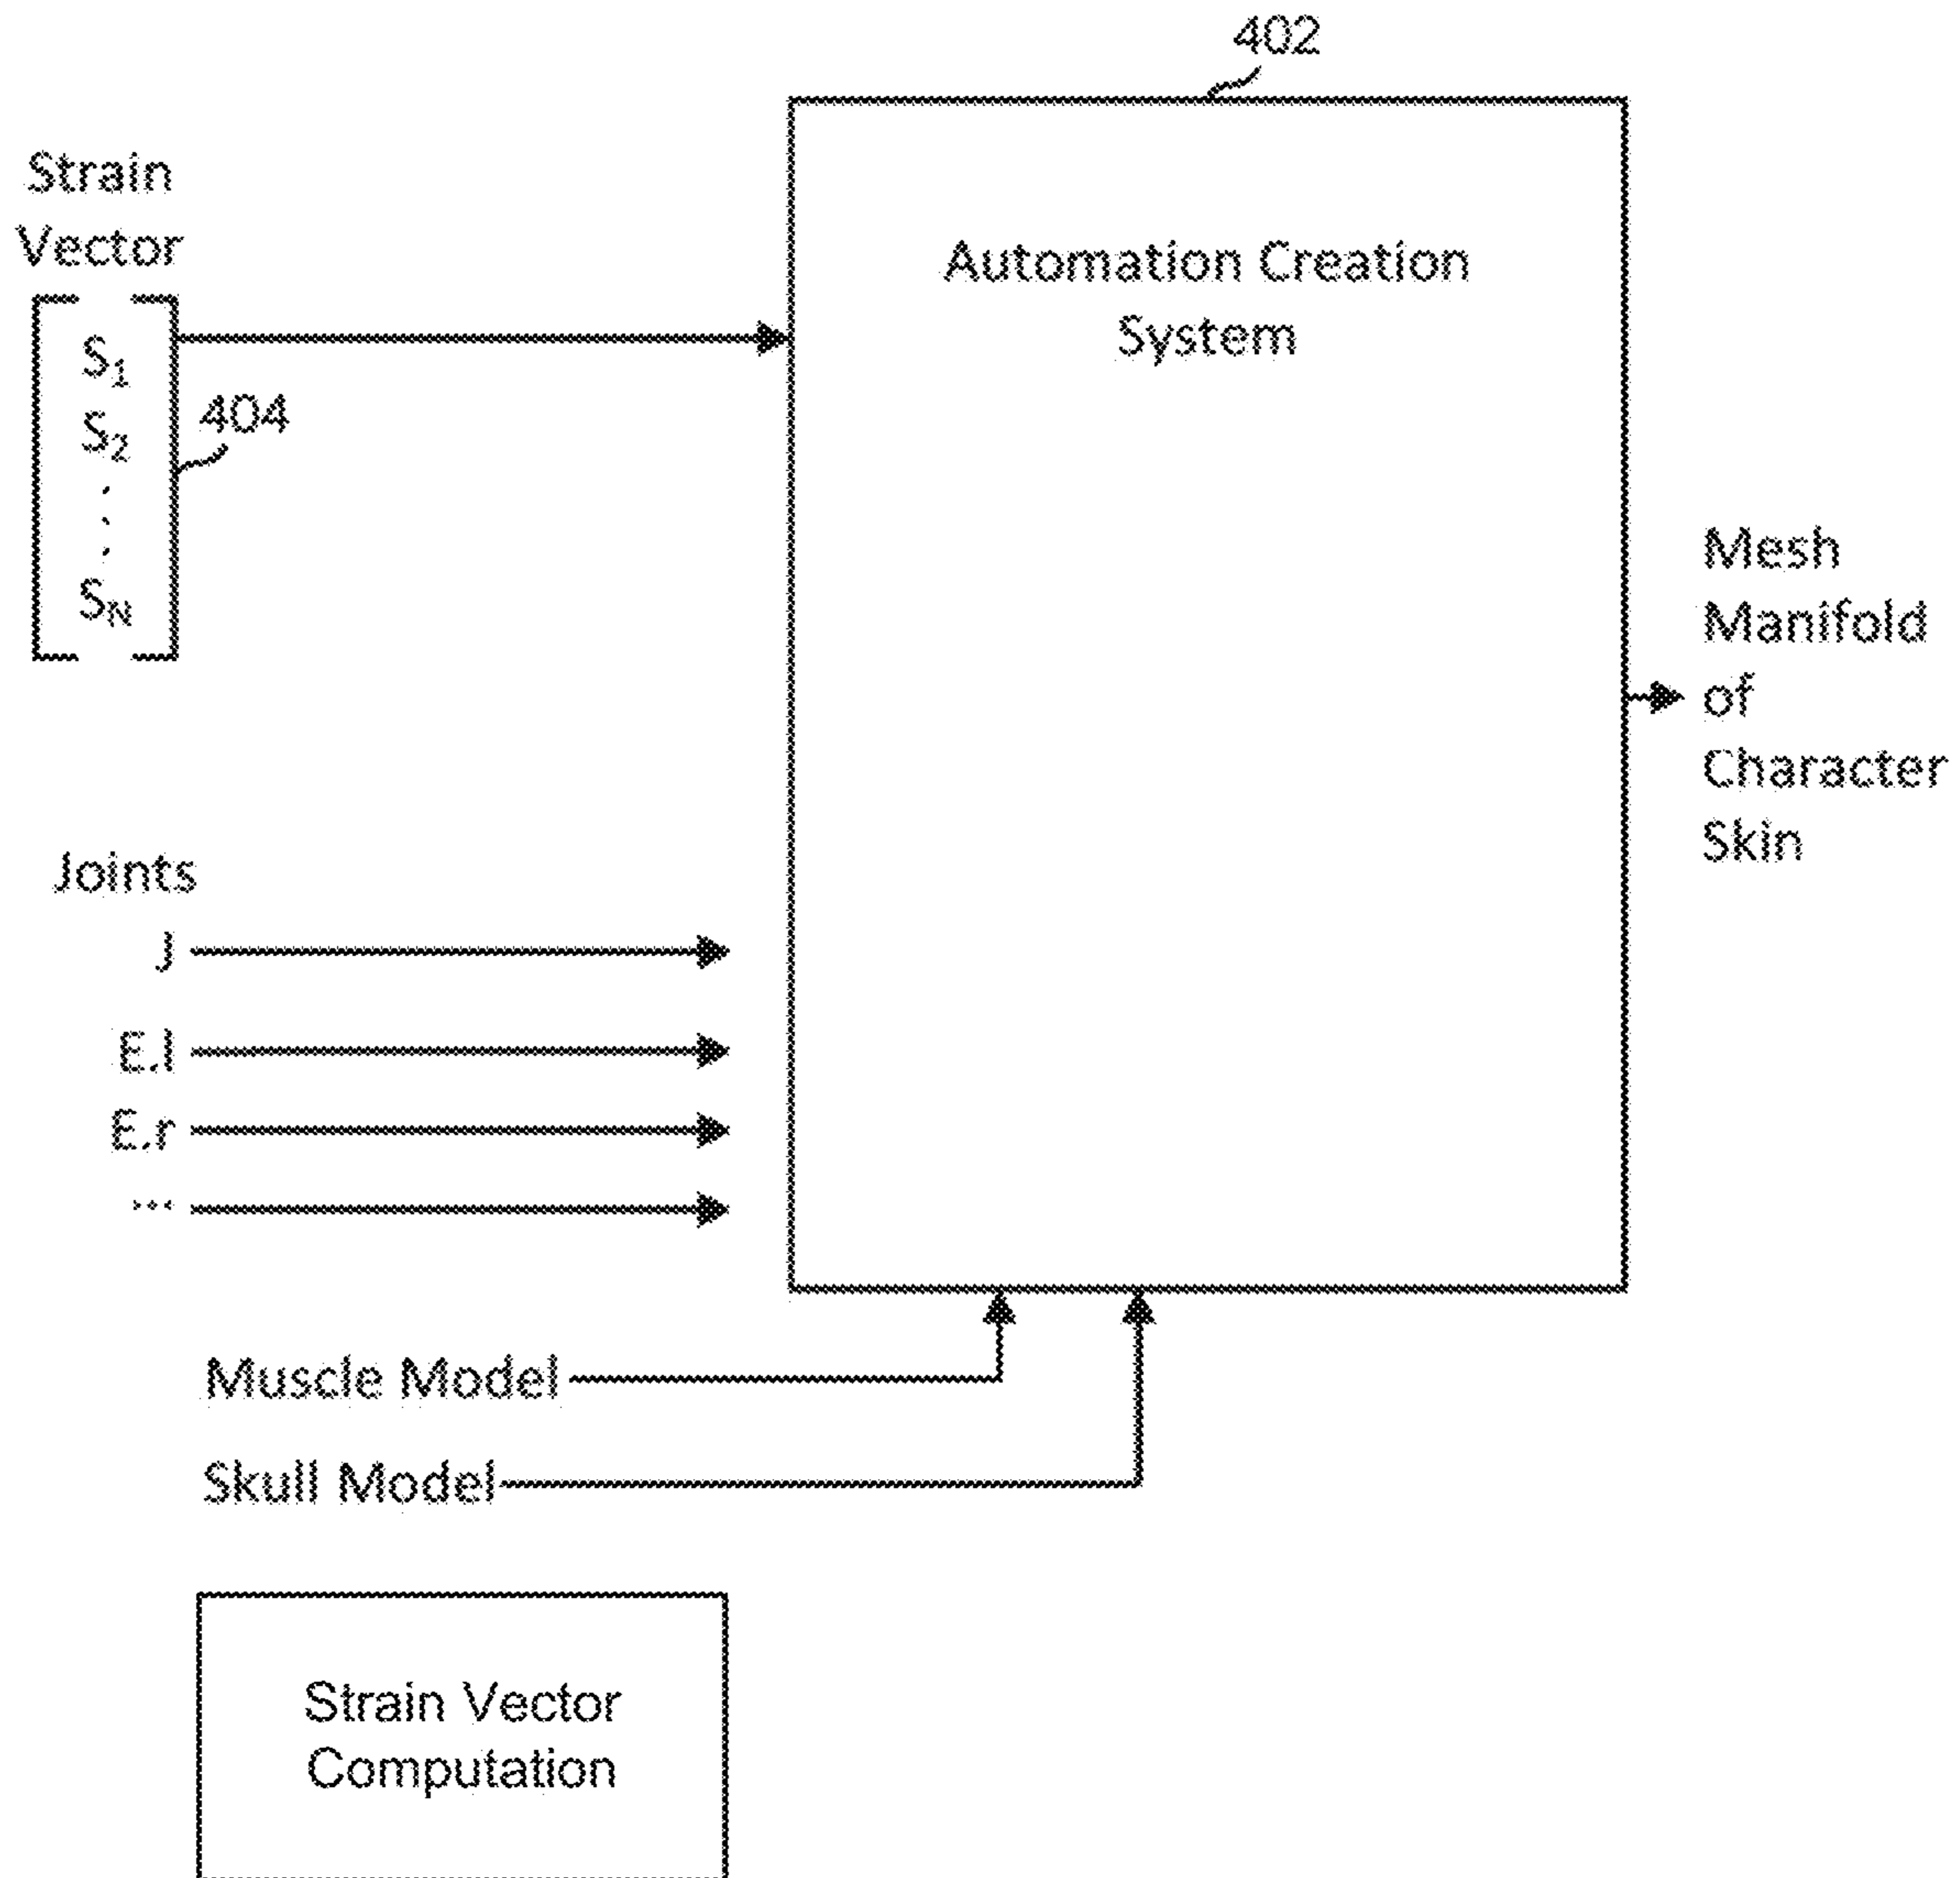 402
Strain
Vector
S1
S2
.
.
.
SN
404
Automation Creation
System
Mesh
Manifold
of
Character
Skin
Joints
J
E.l
E.r
...
Muscle Model
Skull Model
Strain Vector
Computation